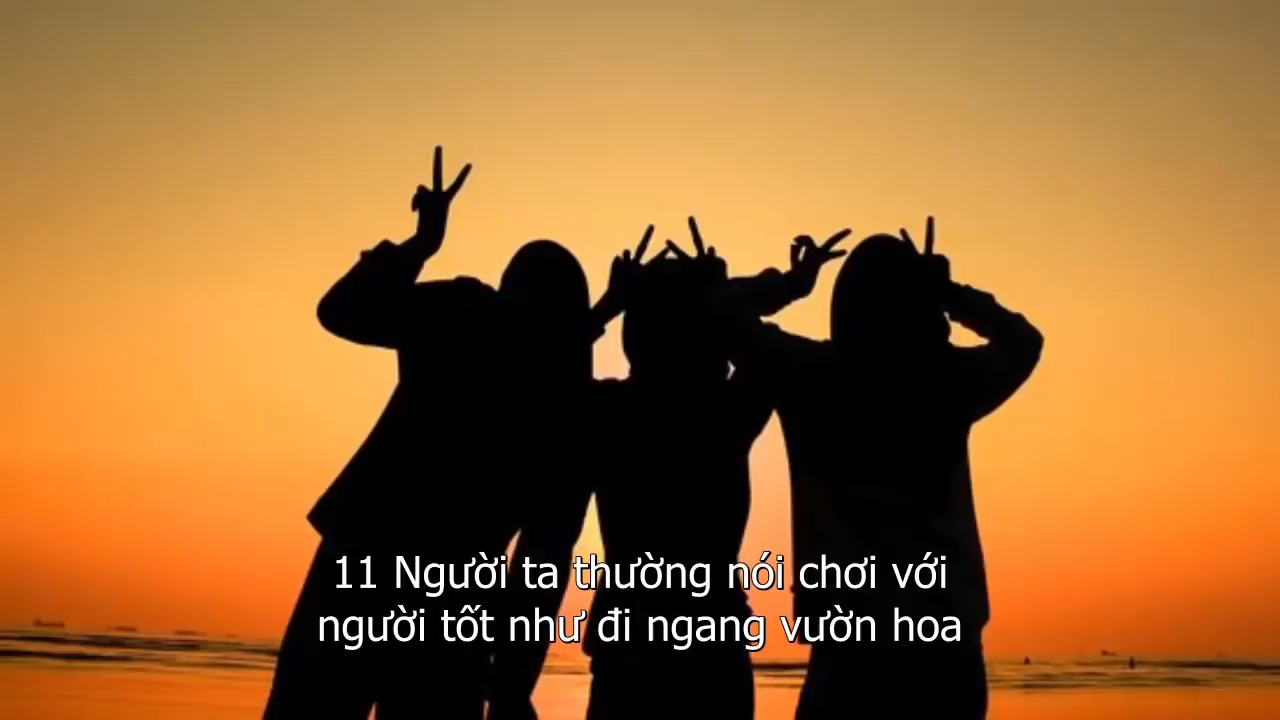 11 Người ta thường nói chơi với
người tốt như đi ngang vườn hoa